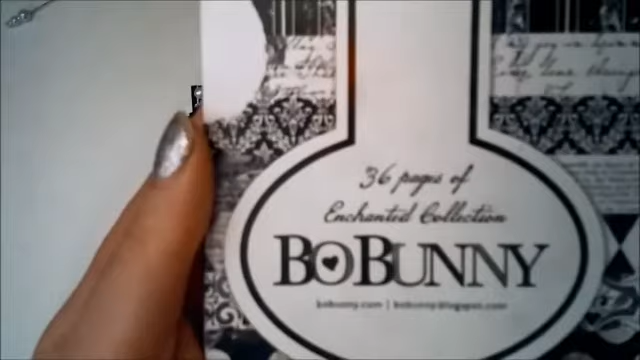 36 pages of
Enchanted Collection
BOBUNNY
bobunny.com | bobunny.blogspot.com